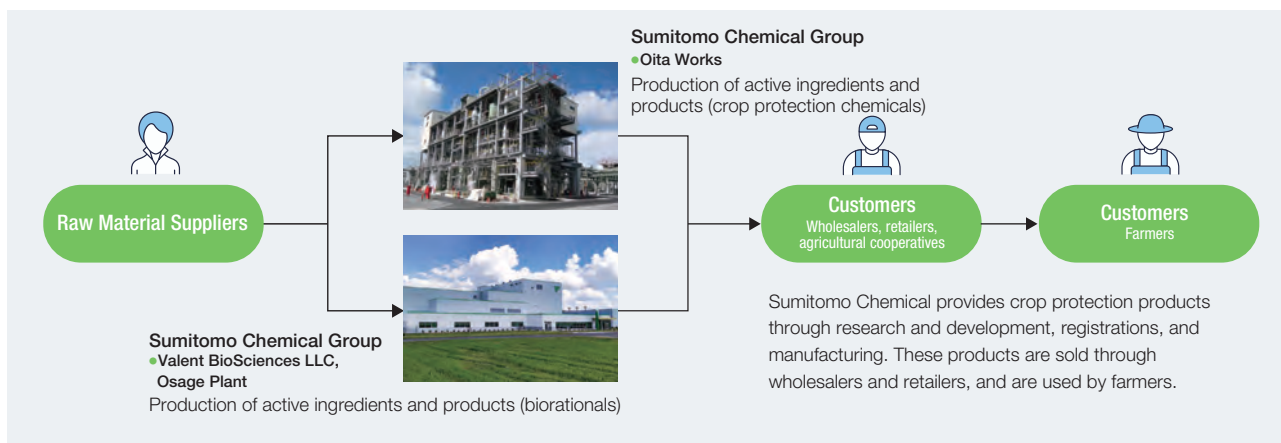 Sumitomo Chemical Group
●Oita Works
Production of active ingredients and
products (crop protection chemicals)
Raw Material Suppliers
Customers
Wholesalers, retailers,
agricultural cooperatives
Customers
Farmers
Sumitomo Chemical Group
●Valent BioSciences LLC,
Osage Plant
Production of active ingredients and products (biorationals)
Sumitomo Chemical provides crop protection products
through research and development, registrations, and
manufacturing. These products are sold through
wholesalers and retailers, and are used by farmers.